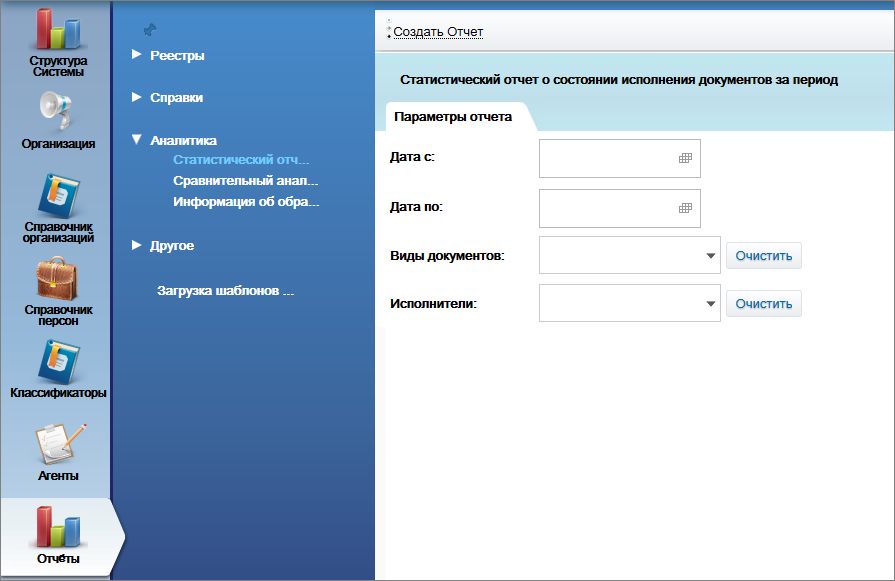 Структура
Системы
Организация
Справочник
организаций
Справочник
персон
Классификаторы
Агенты
Отчеты
Реестры
Справки
Аналитика
Статистический отч...
Сравнительный анал...
Информация об обра...
Другое
Загрузка шаблонов ...
Создать Отчет
Статистический отчет о состоянии исполнения документов за период
Параметры отчета
Дата с:
Дата по:
Виды документов:
Очистить
Исполнители:
Очистить